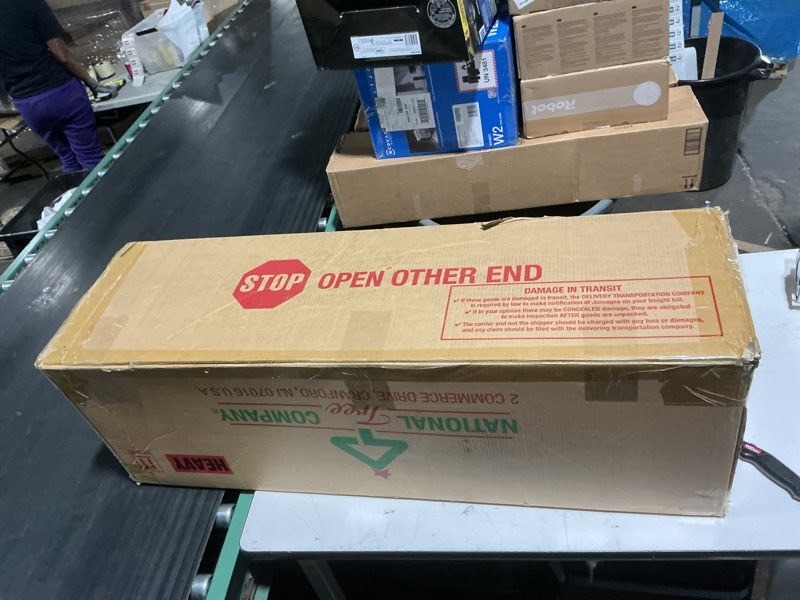 UN 3481
W2
iRobot
STOP OPEN OTHER END
DAMAGE IN TRANSIT
✓ If these goods are damaged in transit, the DELIVERY TRANSPORTATION COMPANY
is required by law to make notification of damages on your freight bill.
✓ If in your opinion there may be CONCEALED damage, they are obligated
to make inspection AFTER goods are unpacked.
✓ The carrier and not the shipper should be charged with any loss or damages,
and any claim should be filed with the delivering transportation company.
NATIONAL
Tree
COMPANY®
2 COMMERCE DRIVE, CRANFORD, NJ 07016 U.S.A.
HEAVY